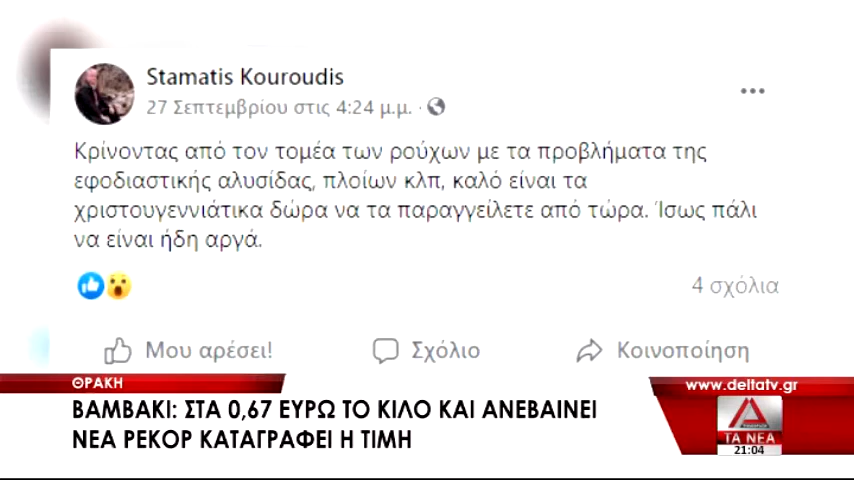 Stamatis Kouroudis
27 Σεπτεμβρίου στις 4:24 μ.μ. ·
Κρίνοντας από τον τομέα των ρούχων με τα προβλήματα της
εφοδιαστικής αλυσίδας, πλοίων κλπ, καλό είναι τα
χριστουγεννιάτικα δώρα να τα παραγγείλετε από τώρα. Ίσως πάλι
να είναι ήδη αργά.
4 σχόλια
Μου αρέσει! Σχόλιο Κοινοποίηση
ΘΡΑΚΗ
www.deltatv.gr
ΒΑΜΒΑΚΙ: ΣΤΑ 0,67 ΕΥΡΩ ΤΟ ΚΙΛΟ ΚΑΙ ΑΝΕΒΑΙΝΕΙ
ΝΕΑ ΡΕΚΟΡ ΚΑΤΑΓΡΑΦΕΙ Η ΤΙΜΗ
ΤΑ ΝΕΑ
21:04